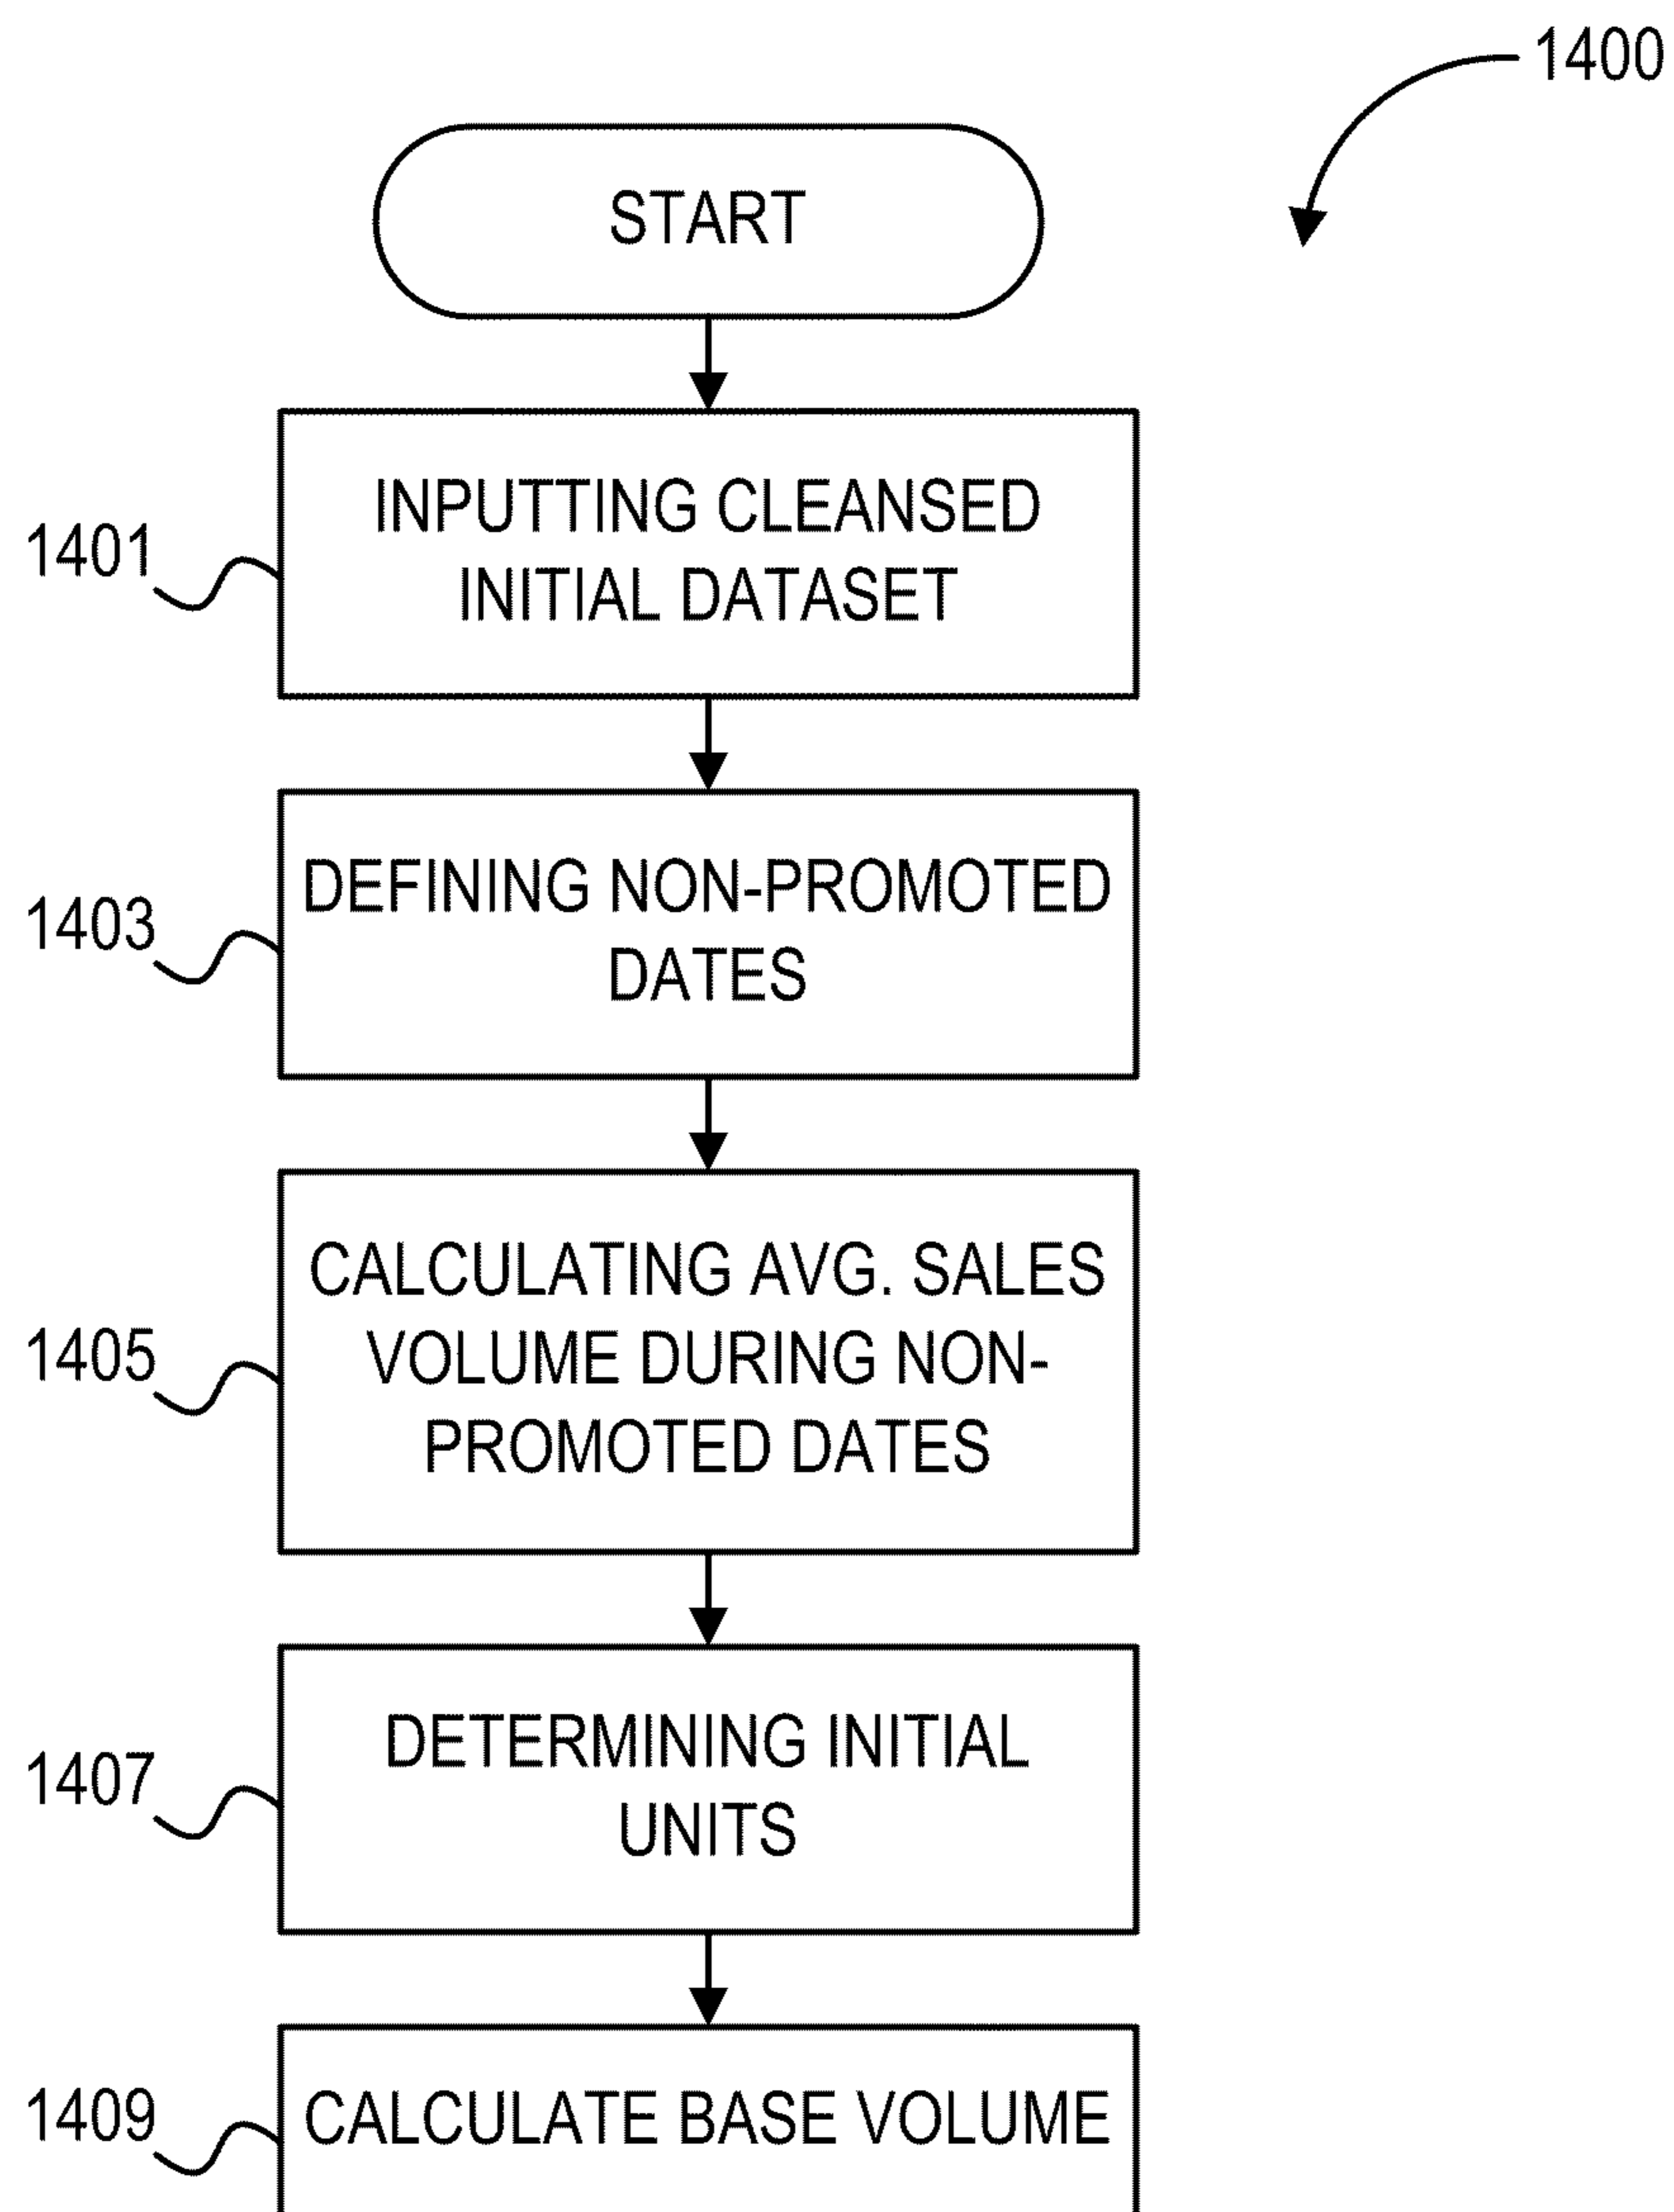 1400
START
1401
INPUTTING CLEANSED
INITIAL DATASET
1403
DEFINING NON-PROMOTED
DATES
1405
CALCULATING AVG. SALES
VOLUME DURING NON-
PROMOTED DATES
1407
DETERMINING INITIAL
UNITS
1409
CALCULATE BASE VOLUME